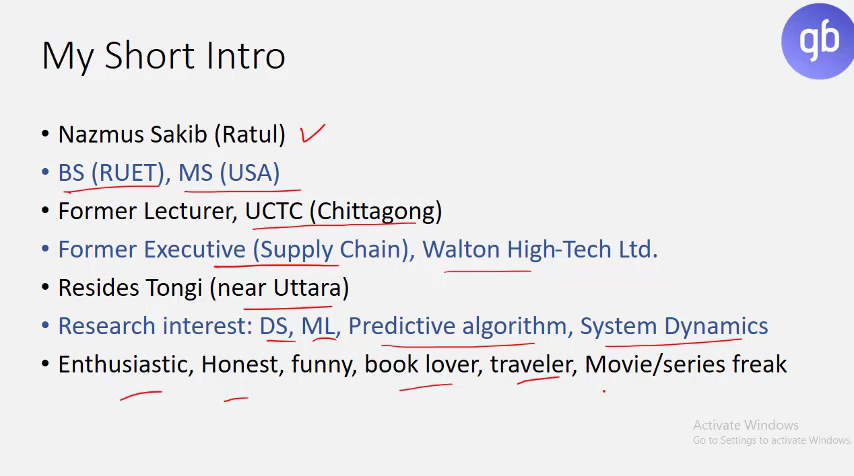 My Short Intro
gb
• Nazmus Sakib (Ratul)
• BS (RUET), MS (USA)
• Former Lecturer, UCTC (Chittagong)
• Former Executive (Supply Chain), Walton High-Tech Ltd.
• Resides Tongi (near Uttara)
• Research interest: DS, ML, Predictive algorithm, System Dynamics
• Enthusiastic, Honest, funny, book lover, traveler, Movie/series freak
Activate Windows
Go to Settings to activate Windows.